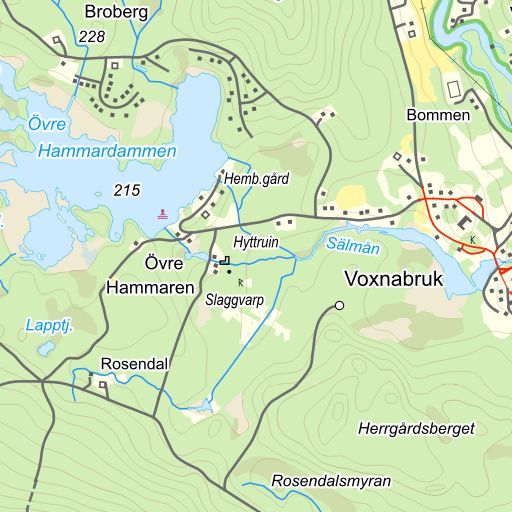 Broberg
228
Bommen
Övre
Hammardammen
Hemb.gård
215
Hyttruin
Sälmån
K
Övre
Hammaren
Voxnabruk
R
Slaggvarp
Lapptj.
Rosendal
Herrgårdsberget
Rosendalsmyran